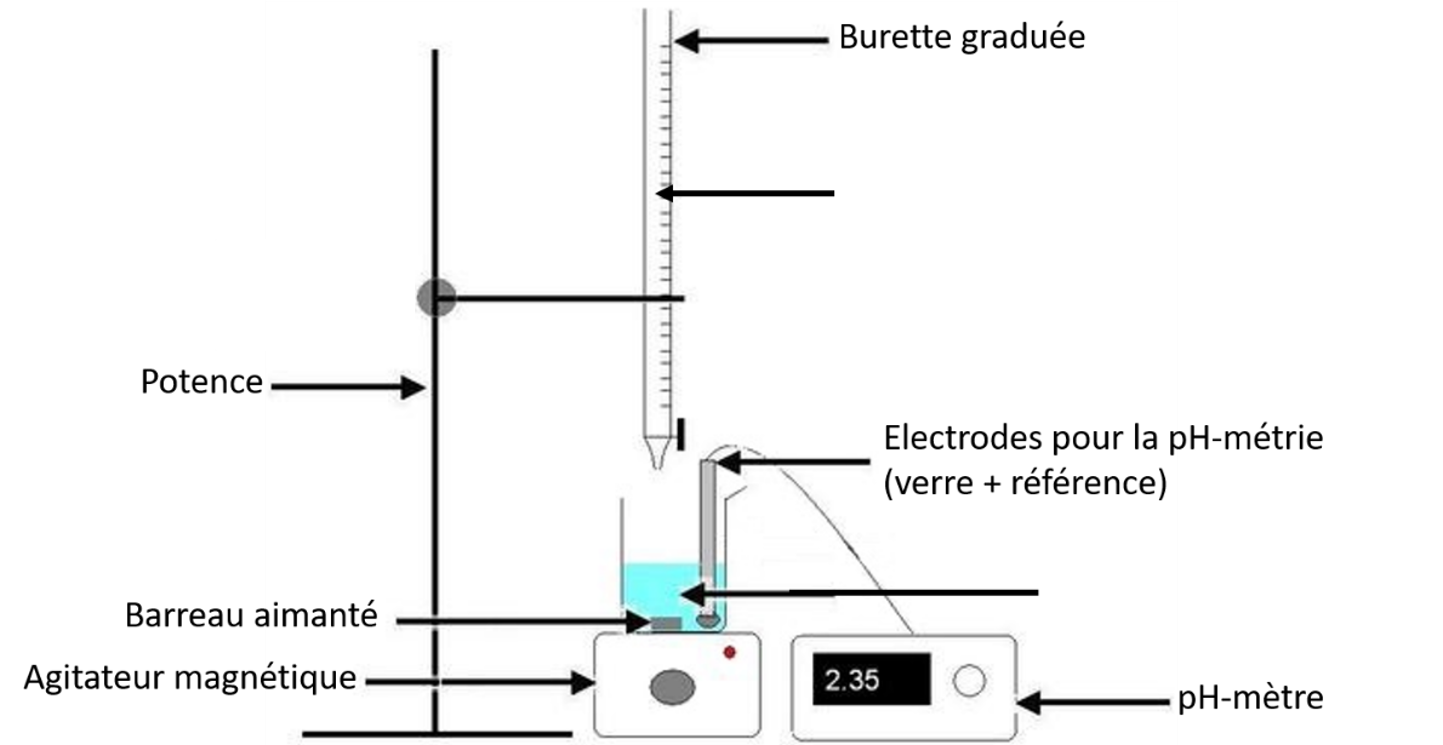 Burette graduée
Potence
Electrodes pour la pH-métrie
(verre + référence)
Barreau aimanté
Agitateur magnétique
2.35
pH-mètre